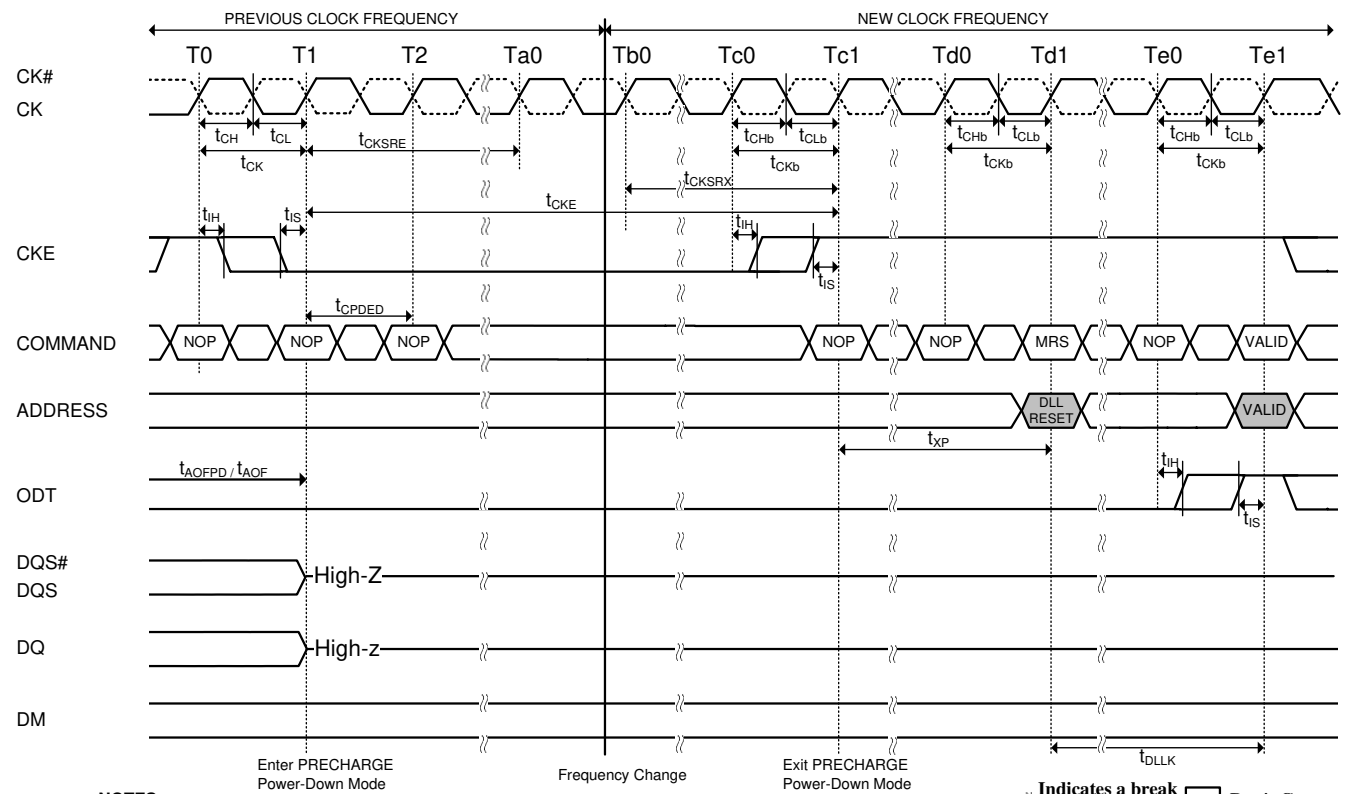 PREVIOUS CLOCK FREQUENCY NEW CLOCK FREQUENCY
T0 T1 T2 Ta0 Tb0 Tc0 Tc1 Td0 Td1 Te0 Te1
CK#
CK
tCH tCL tCKSRE tCHb tCLb tCHb tCLb tCHb tCLb
tCK tCKb tCKb tCKb
tCKSRX
tCKE
tIH tIS tIH
CKE
tIS
tCPDED
COMMAND NOP NOP NOP NOP NOP MRS NOP VALID
ADDRESS DLL RESET VALID
tXP
tAOFPD / tAOF tIH
ODT
tIS
DQS#
High-Z
DQS
DQ High-z
DM
tDLLK
Enter PRECHARGE
Power-Down Mode
Frequency Change
Exit PRECHARGE
Power-Down Mode
Indicates a break